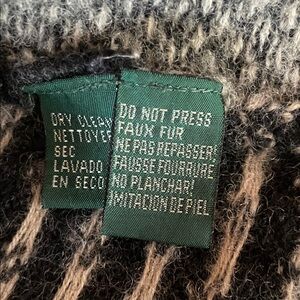 DRY CLEAN
NETTOYER
SEC
LAVADO
EN SECO
DO NOT PRESS
FAUX FUR
NE PAS REPASSER!
FAUSSE FOURRURE
NO PLANCHAR!
IMITACION DE PIEL